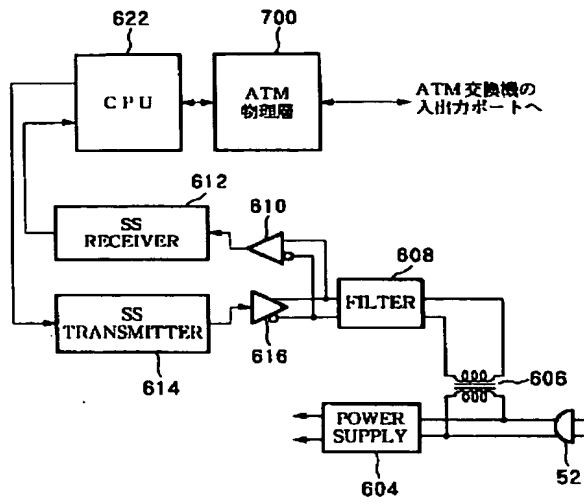 622
700
CPU
ATM
物理層
ATM交換機の
入出力ポートへ
612
610
SS
RECEIVER
608
FILTER
SS
TRANSMITTER
614
616
606
POWER
SUPPLY
604
52